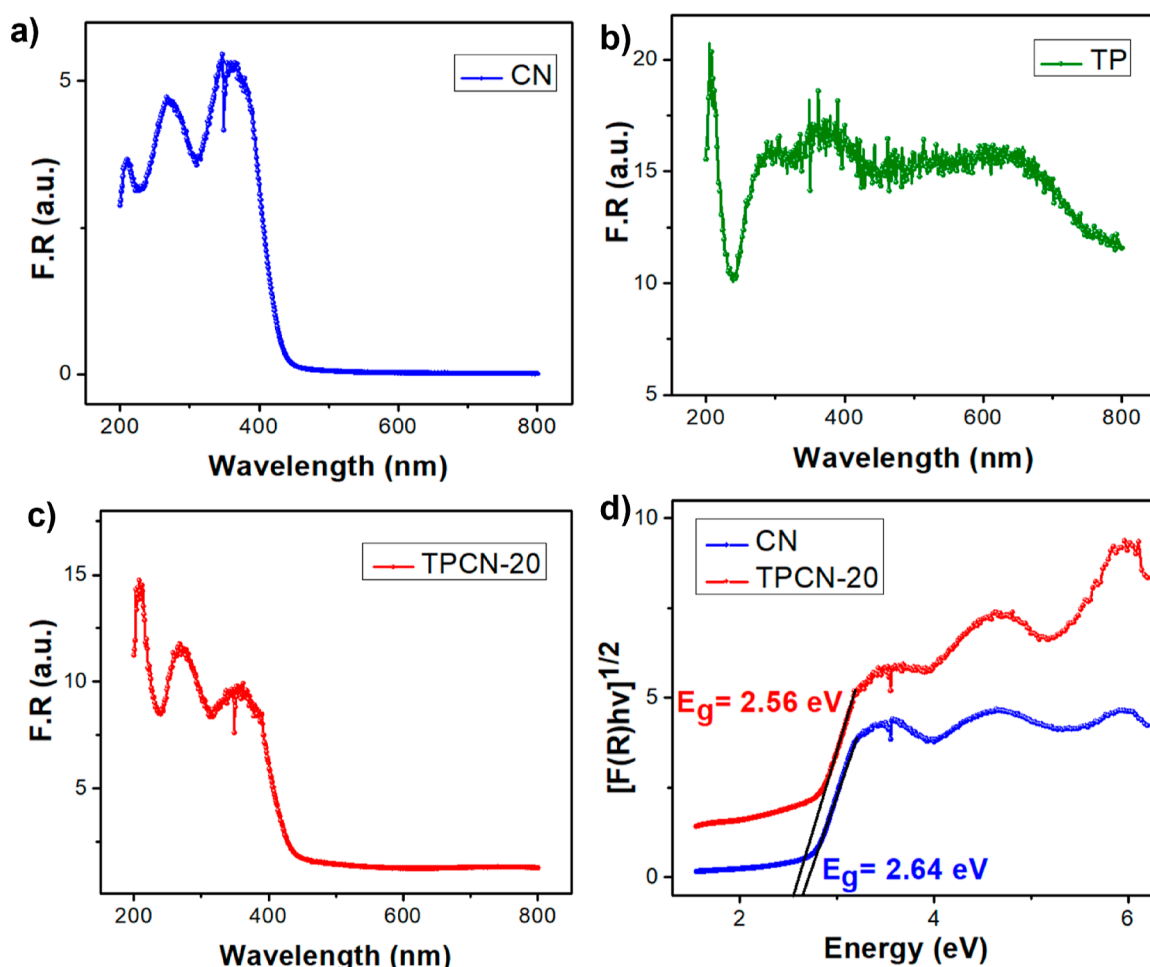 a)
CN
F.R (a.u.)
5
0
200 400 600 800
Wavelength (nm)
b)
TP
F.R (a.u.)
20
15
10
5
200 400 600 800
Wavelength (nm)
c)
TPCN-20
F.R (a.u.)
15
10
5
200 400 600 800
Wavelength (nm)
d)
CN
TPCN-20
[F(R)hv]1/2
10
5
0
Eg= 2.56 eV
Eg= 2.64 eV
2 4 6
Energy (eV)